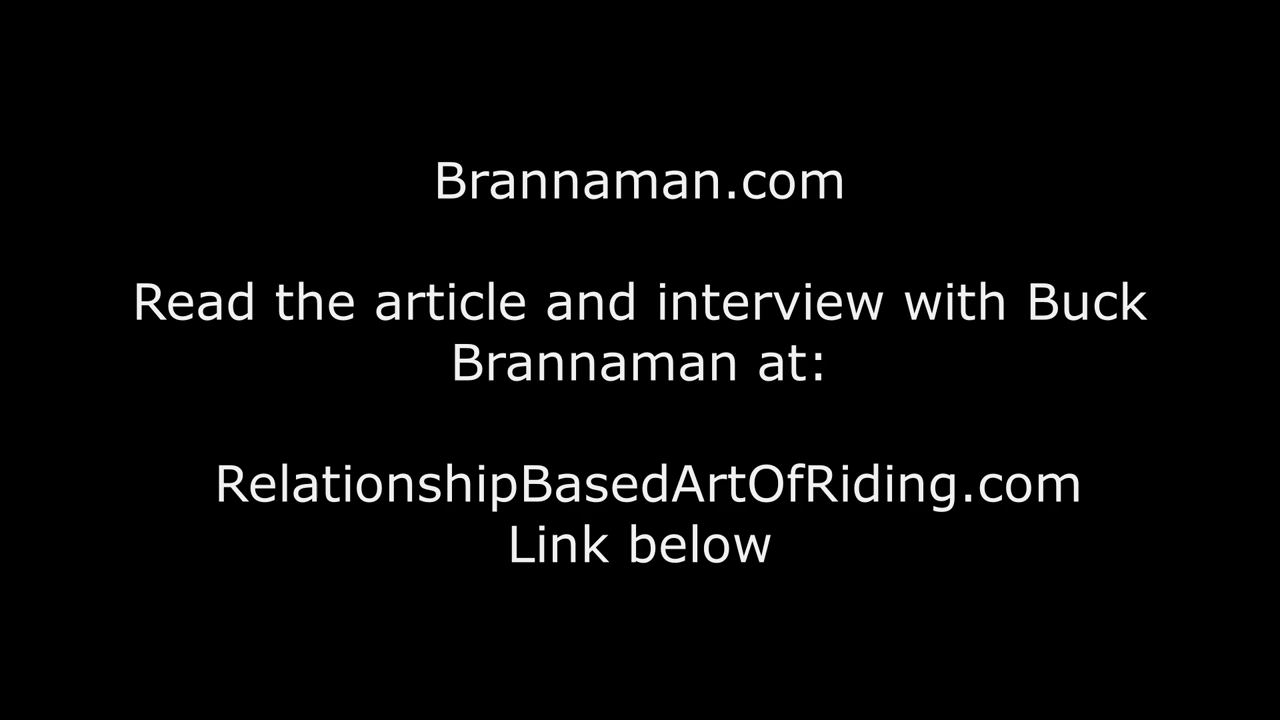 Brannaman.com
Read the article and interview with Buck
Brannaman at:
RelationshipBasedArtOfRiding.com
Link below